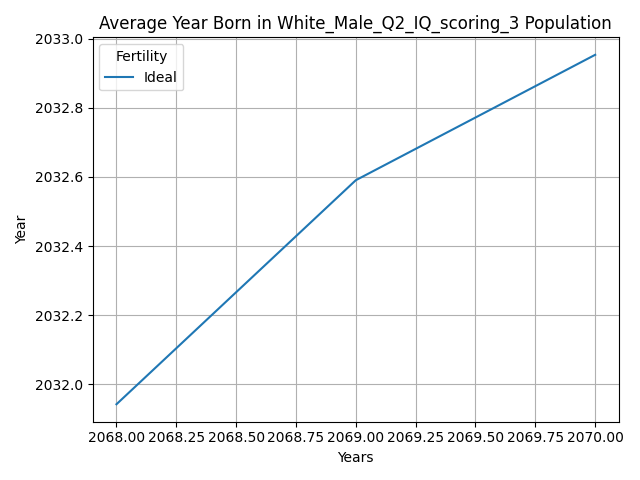 Average Year Born in White_Male_Q2_IQ_scoring_3 Population
Fertility
Ideal
2033.0
2032.8
2032.6
2032.4
2032.2
2032.0
Year
2068.00 2068.25 2068.50 2068.75 2069.00 2069.25 2069.50 2069.75 2070.00
Years